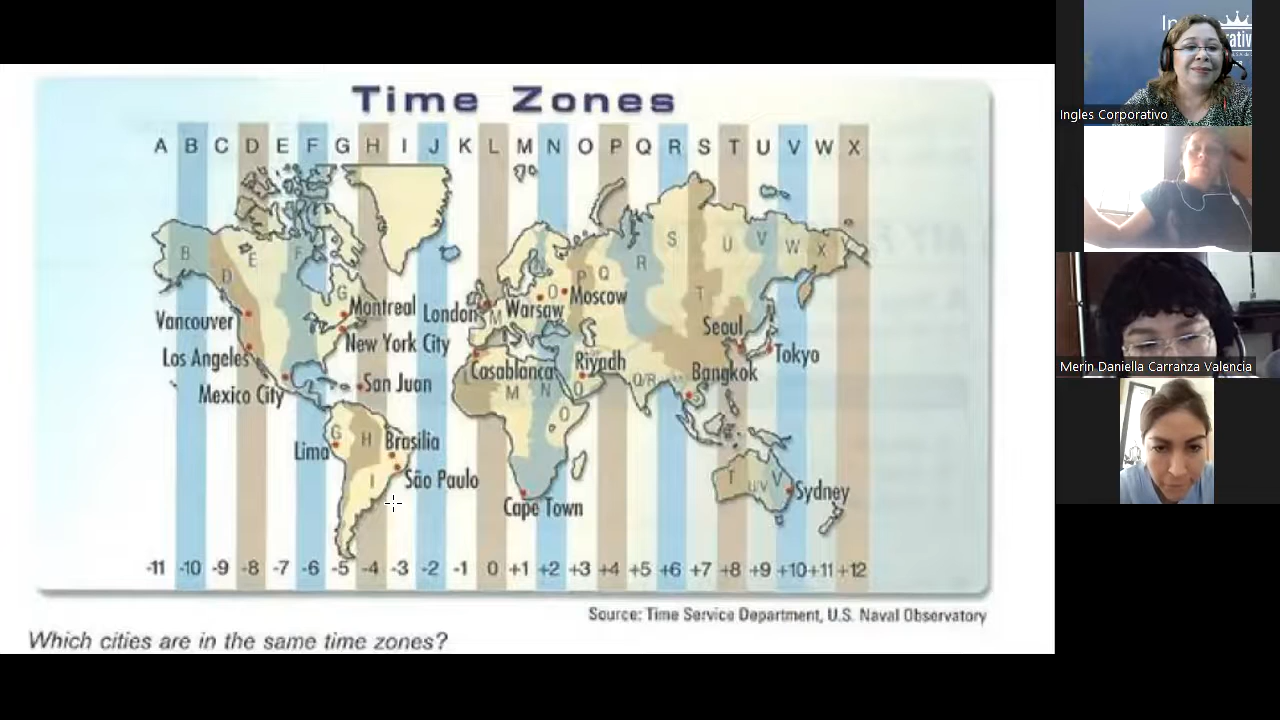 Time Zones
A B C D E F G H I J K L M N O P Q R S T U V W X
B D E F G
P Q R S T U V W X
O
M
Montreal
London
Warsaw
Moscow
Vancouver
New York City
Seoul
Tokyo
Los Angeles
Casablanca
Riyadh
Bangkok
Mexico City
San Juan
M N O Q Q/R
G H
Lima
Brasilia
São Paulo
I
T U/V V
Sydney
Cape Town
-11 -10 -9 -8 -7 -6 -5 -4 -3 -2 -1 0 +1 +2 +3 +4 +5 +6 +7 +8 +9 +10 +11 +12
Source: Time Service Department, U.S. Naval Observatory
Which cities are in the same time zones?
Ingles Corporativo
Merin Daniella Carranza Valencia